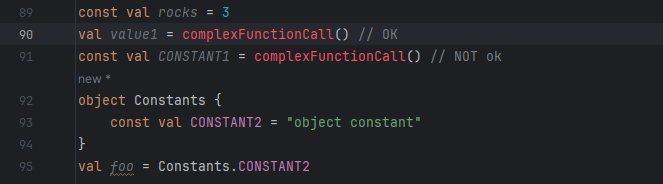 89 const val rocks = 3
90 val value1 = complexFunctionCall() // OK
91 const val CONSTANT1 = complexFunctionCall() // NOT ok
new *
92 object Constants {
93 const val CONSTANT2 = "object constant"
94 }
95 val foo = Constants.CONSTANT2